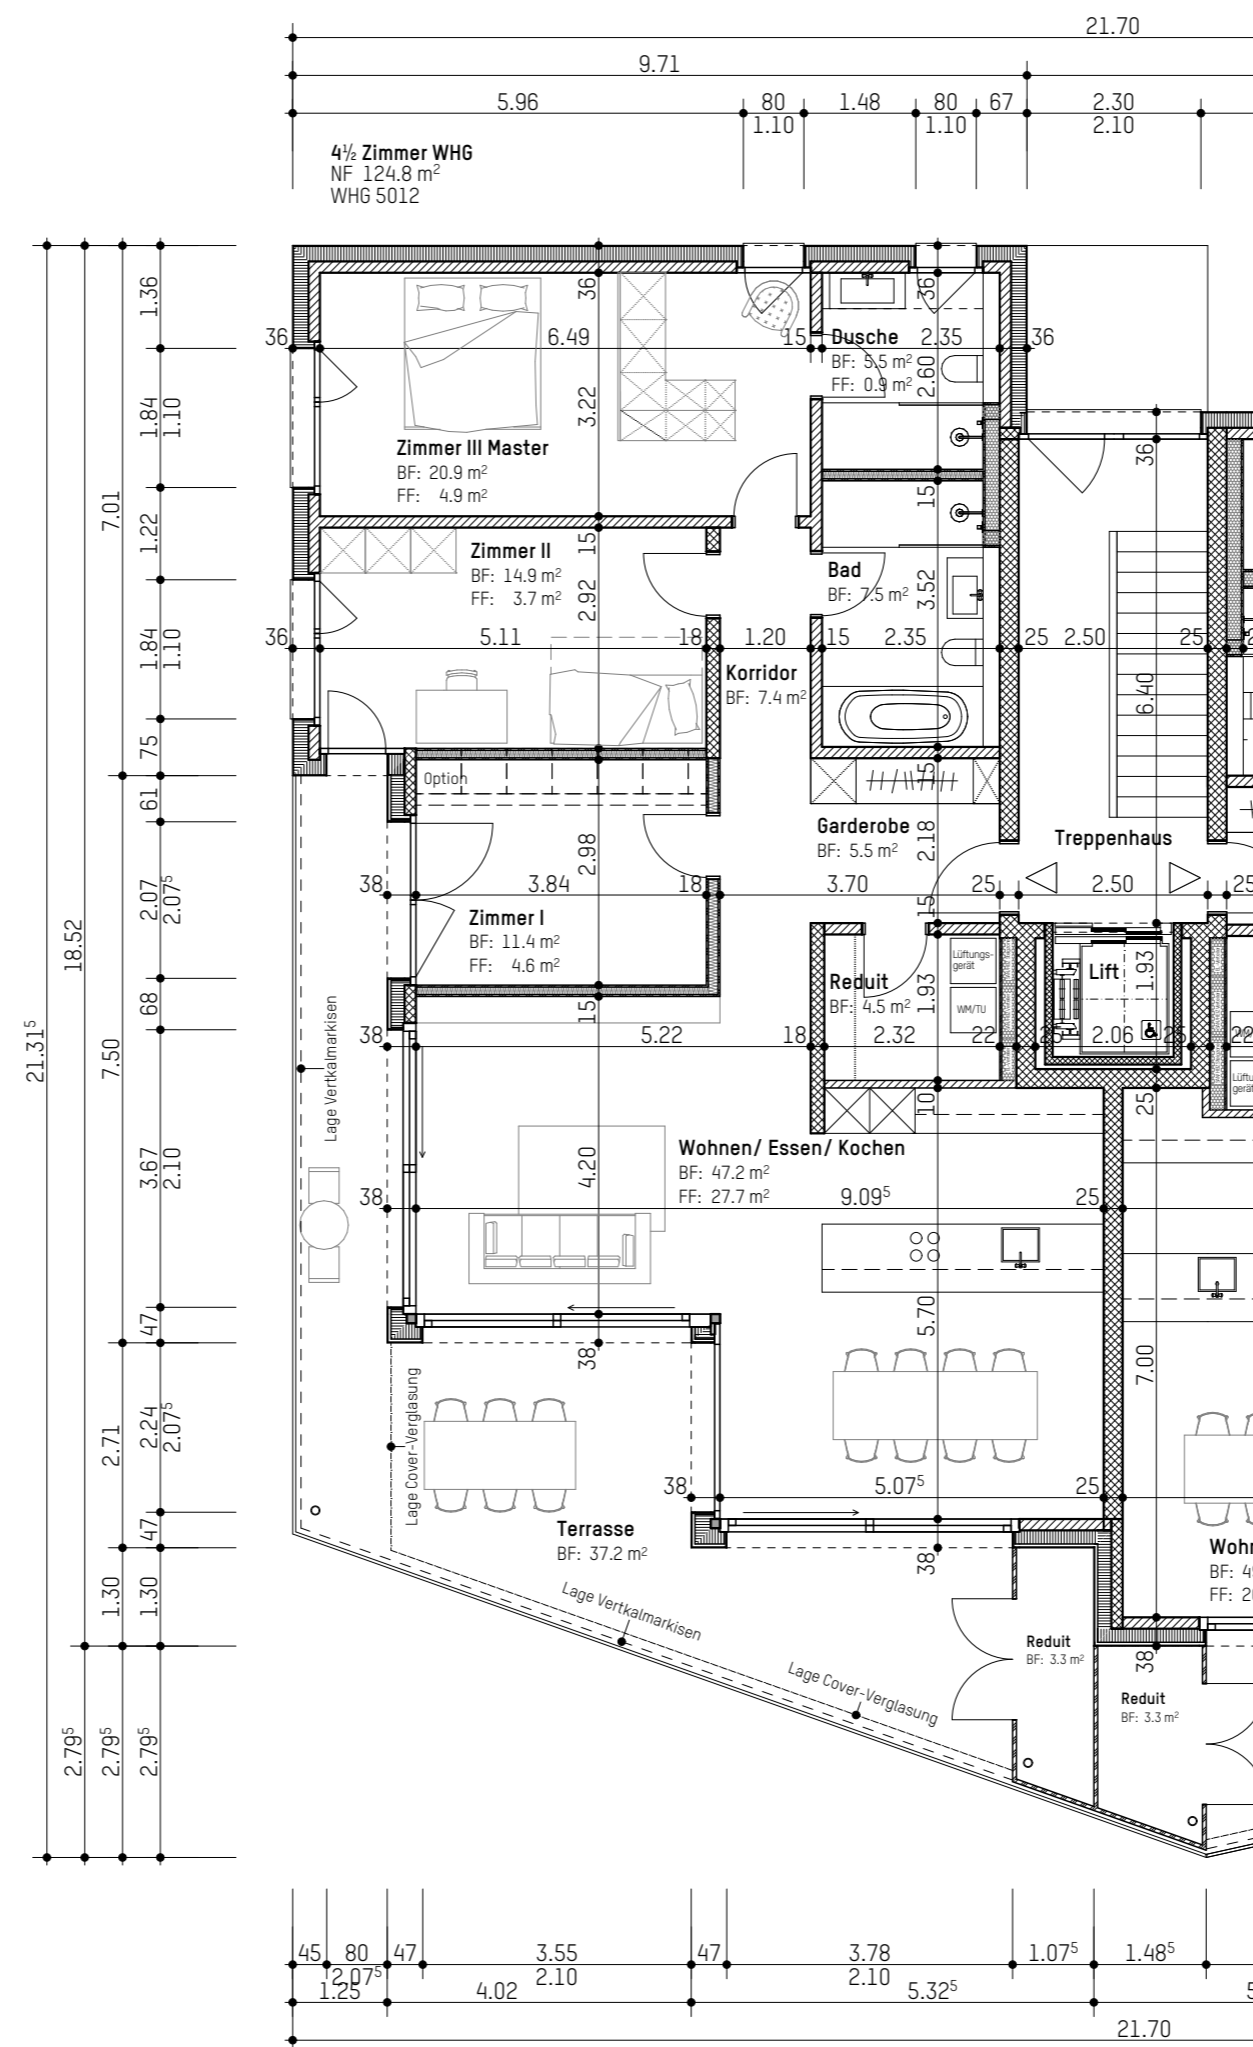 21.70
9.71
5.96
80
1.48
80
67
2.30
1.10
1.10
2.10
4½ Zimmer WHG
NF 124.8 m²
WHG 5012
1.36
36
36
36
6.49
15
Dusche
2.35
36
BF: 5.5 m²
FF: 0.9 m²
2.60
1.84
1.10
3.22
Zimmer III Master
BF: 20.9 m²
FF: 4.9 m²
36
15
7.01
1.22
15
Zimmer II
BF: 14.9 m²
FF: 3.7 m²
2.92
Bad
BF: 7.5 m²
3.52
1.84
1.10
36
5.11
18
1.20
15
2.35
25
2.50
25
Korridor
BF: 7.4 m²
6.40
75
61
Option
15
Garderobe
BF: 5.5 m²
2.18
Treppenhaus
2.98
2.07
2.07⁵
38
3.84
18
3.70
25
2.50
25
15
Zimmer I
BF: 11.4 m²
FF: 4.6 m²
18.52
Lüftungs-
gerät
Reduit
BF: 4.5 m²
1.93
WM/TU
Lift
1.93
68
15
Lage Vertkalmarkisen
21.31⁵
7.50
38
5.22
18
2.32
22
25
2.06
25
22
Lüftu
gerät
10
25
3.67
2.10
4.20
Wohnen/ Essen/ Kochen
BF: 47.2 m²
FF: 27.7 m²
38
9.09⁵
25
47
38
5.70
7.00
2.71
2.24
2.07⁵
Lage Cover-Verglasung
38
5.07⁵
25
47
Terrasse
BF: 37.2 m²
38
Wohn
BF: 4
FF: 2
1.30
1.30
Lage Vertkalmarkisen
Reduit
BF: 3.3 m²
38
Lage Cover-Verglasung
Reduit
BF: 3.3 m²
2.79⁵
2.79⁵
2.79⁵
45
80
47
3.55
47
3.78
1.07⁵
1.48⁵
2.07⁵
2.10
2.10
1.25
4.02
5.32⁵
5
21.70